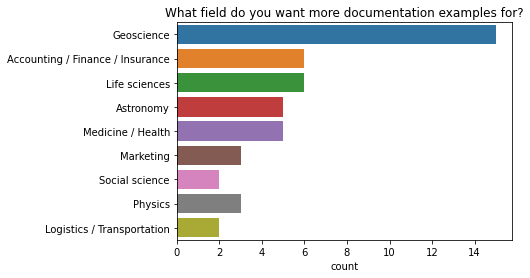 What field do you want more documentation examples for?
Geoscience
Accounting / Finance / Insurance
Life sciences
Astronomy
Medicine / Health
Marketing
Social science
Physics
Logistics / Transportation
0 2 4 6 8 10 12 14
count